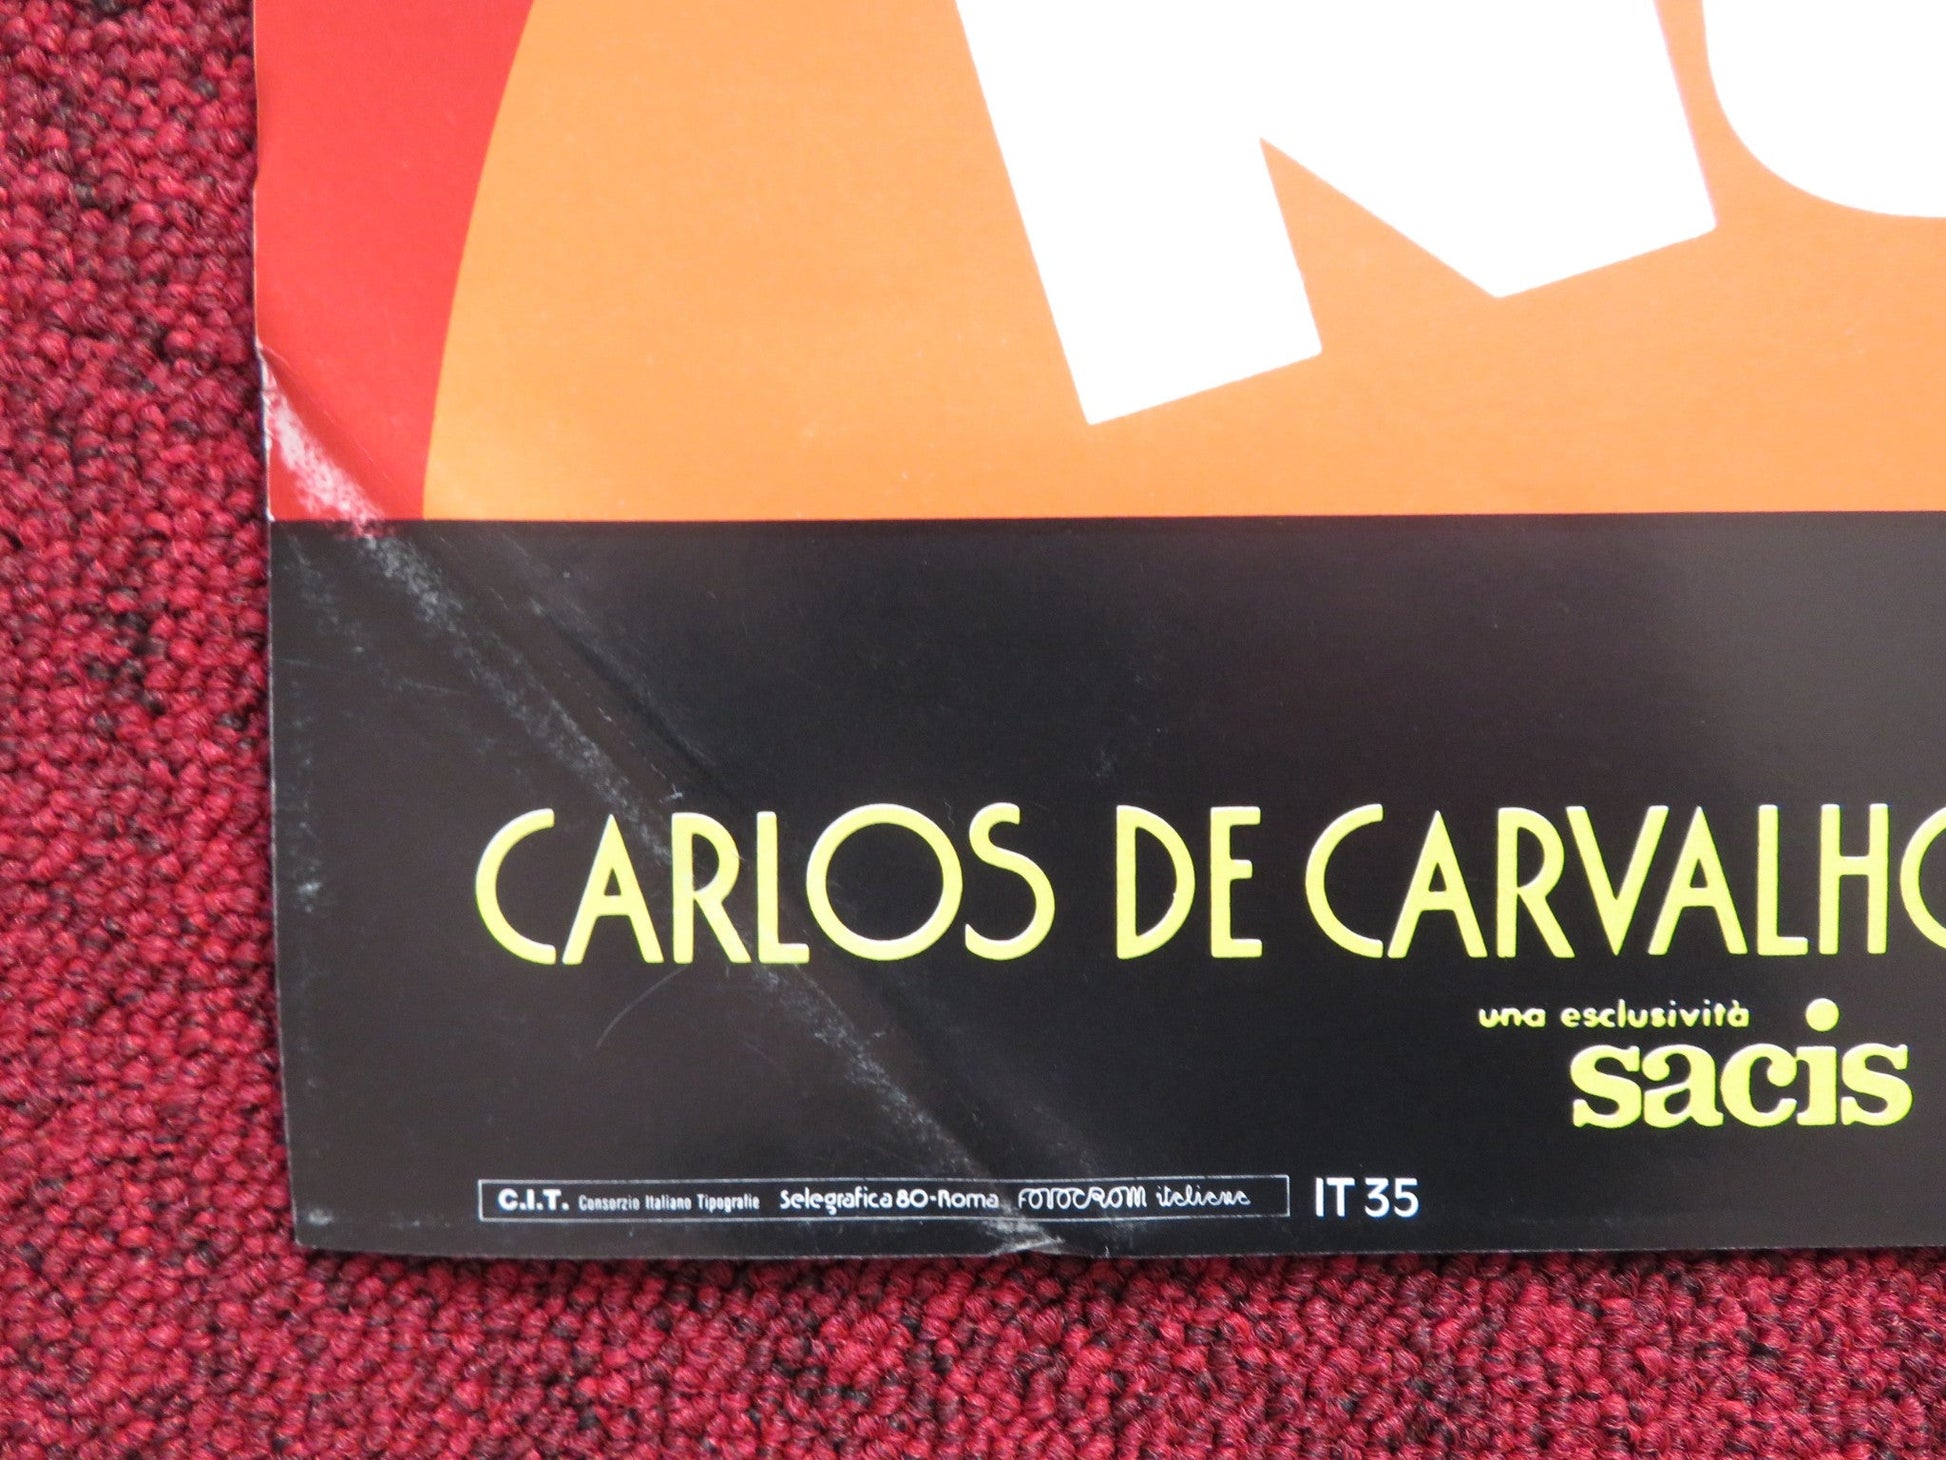 CARLOS DE CARVALHO
una esclusività
sacis
C.I.T. Consorzio Italiano Tipografie Selegrafica 80-Roma FOTOCROM italiana IT 35